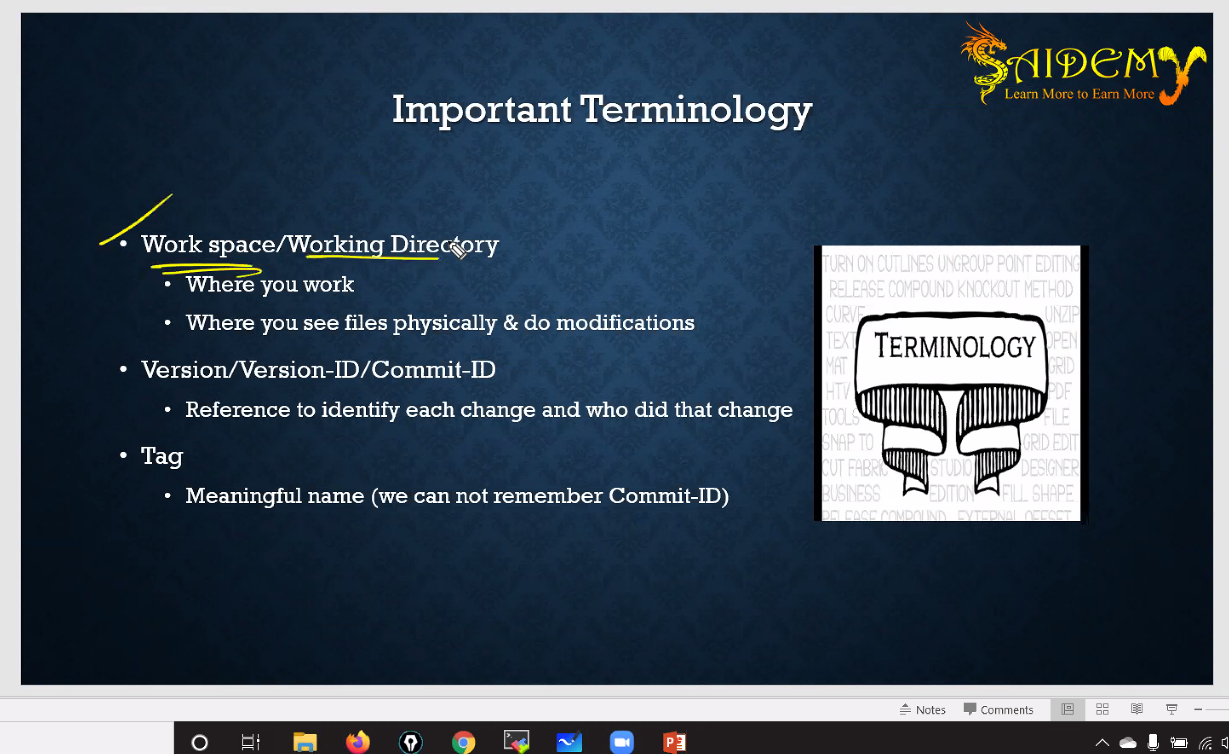 SAIDEMY
Learn More to Earn More
Important Terminology
• Work space/Working Directory
• Where you work
• Where you see files physically & do modifications
• Version/Version-ID/Commit-ID
• Reference to identify each change and who did that change
• Tag
• Meaningful name (we can not remember Commit-ID)
TURN ON CUTLINES UNGROUP POINT EDITING
RELEASE COMPOUND KNOCKOUT METHOD
CURVE UNZIP
TERMINOLOGY
TEXT OPEN
MAT GRID
HTV PDF
TOOLS FILE
SNAP TO GRID EDIT
CUT FABRIC STUDIO DESIGNER
BUSINESS EDITION FILL SHAPE
RELEASE COMPOUND EXTERNAL OFFSET
Notes Comments